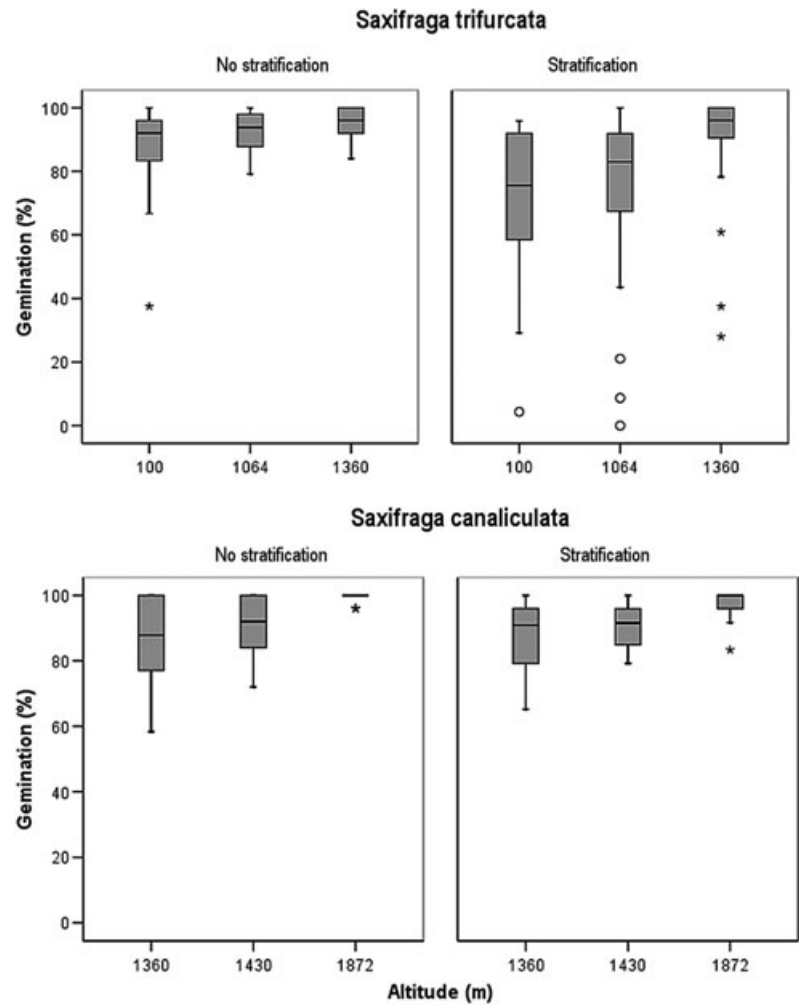 Saxifraga trifurcata
No stratification
Stratification
Gemination (%)
100
80
60
40
20
0
100 1064 1360
100 1064 1360
Saxifraga canaliculata
No stratification
Stratification
Gemination (%)
100
80
60
40
20
0
1360 1430 1872
1360 1430 1872
Altitude (m)